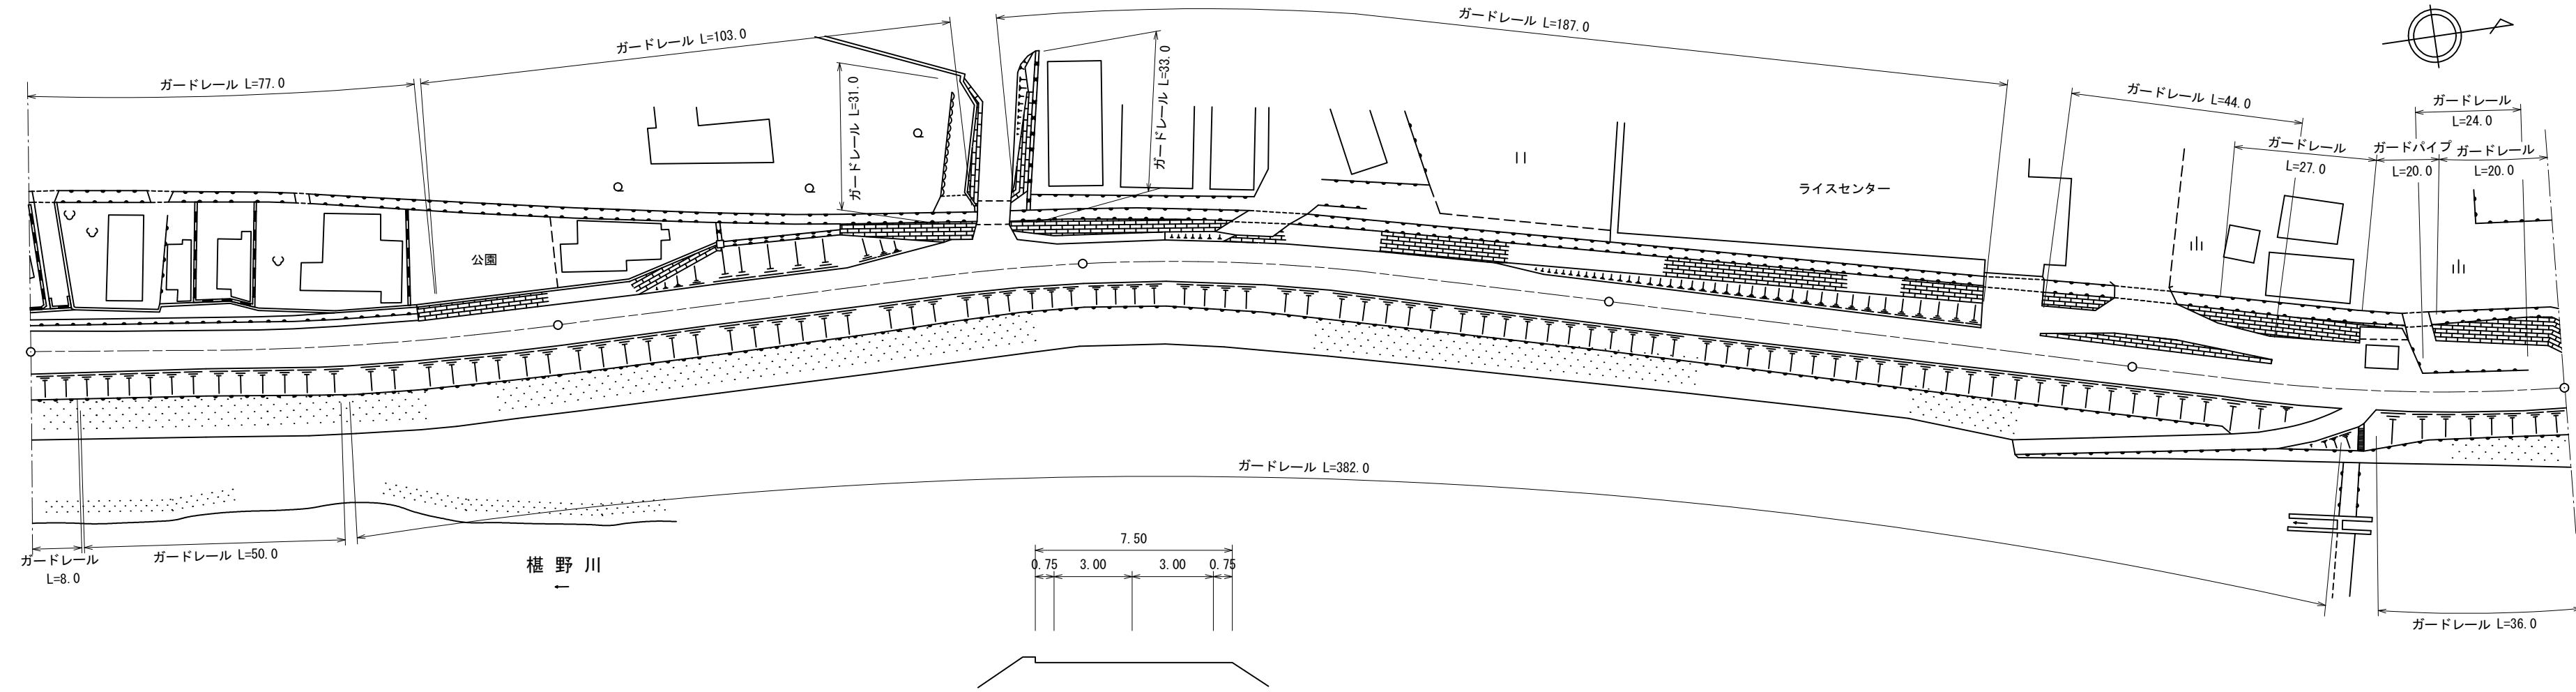 ガードレール L=77.0
ガードレール L=103.0
ガードレール L=31.0
ガードレール L=33.0
ガードレール L=187.0
ガードレール L=44.0
ガードレール
L=24.0
ガードレール
L=27.0
ガードパイプ
L=20.0
ガードレール
L=20.0
ライスセンター
公園
ガードレール L=382.0
ガードレール
L=8.0
ガードレール L=50.0
椹野川
7.50
0.75 3.00 3.00 0.75
ガードレール L=36.0